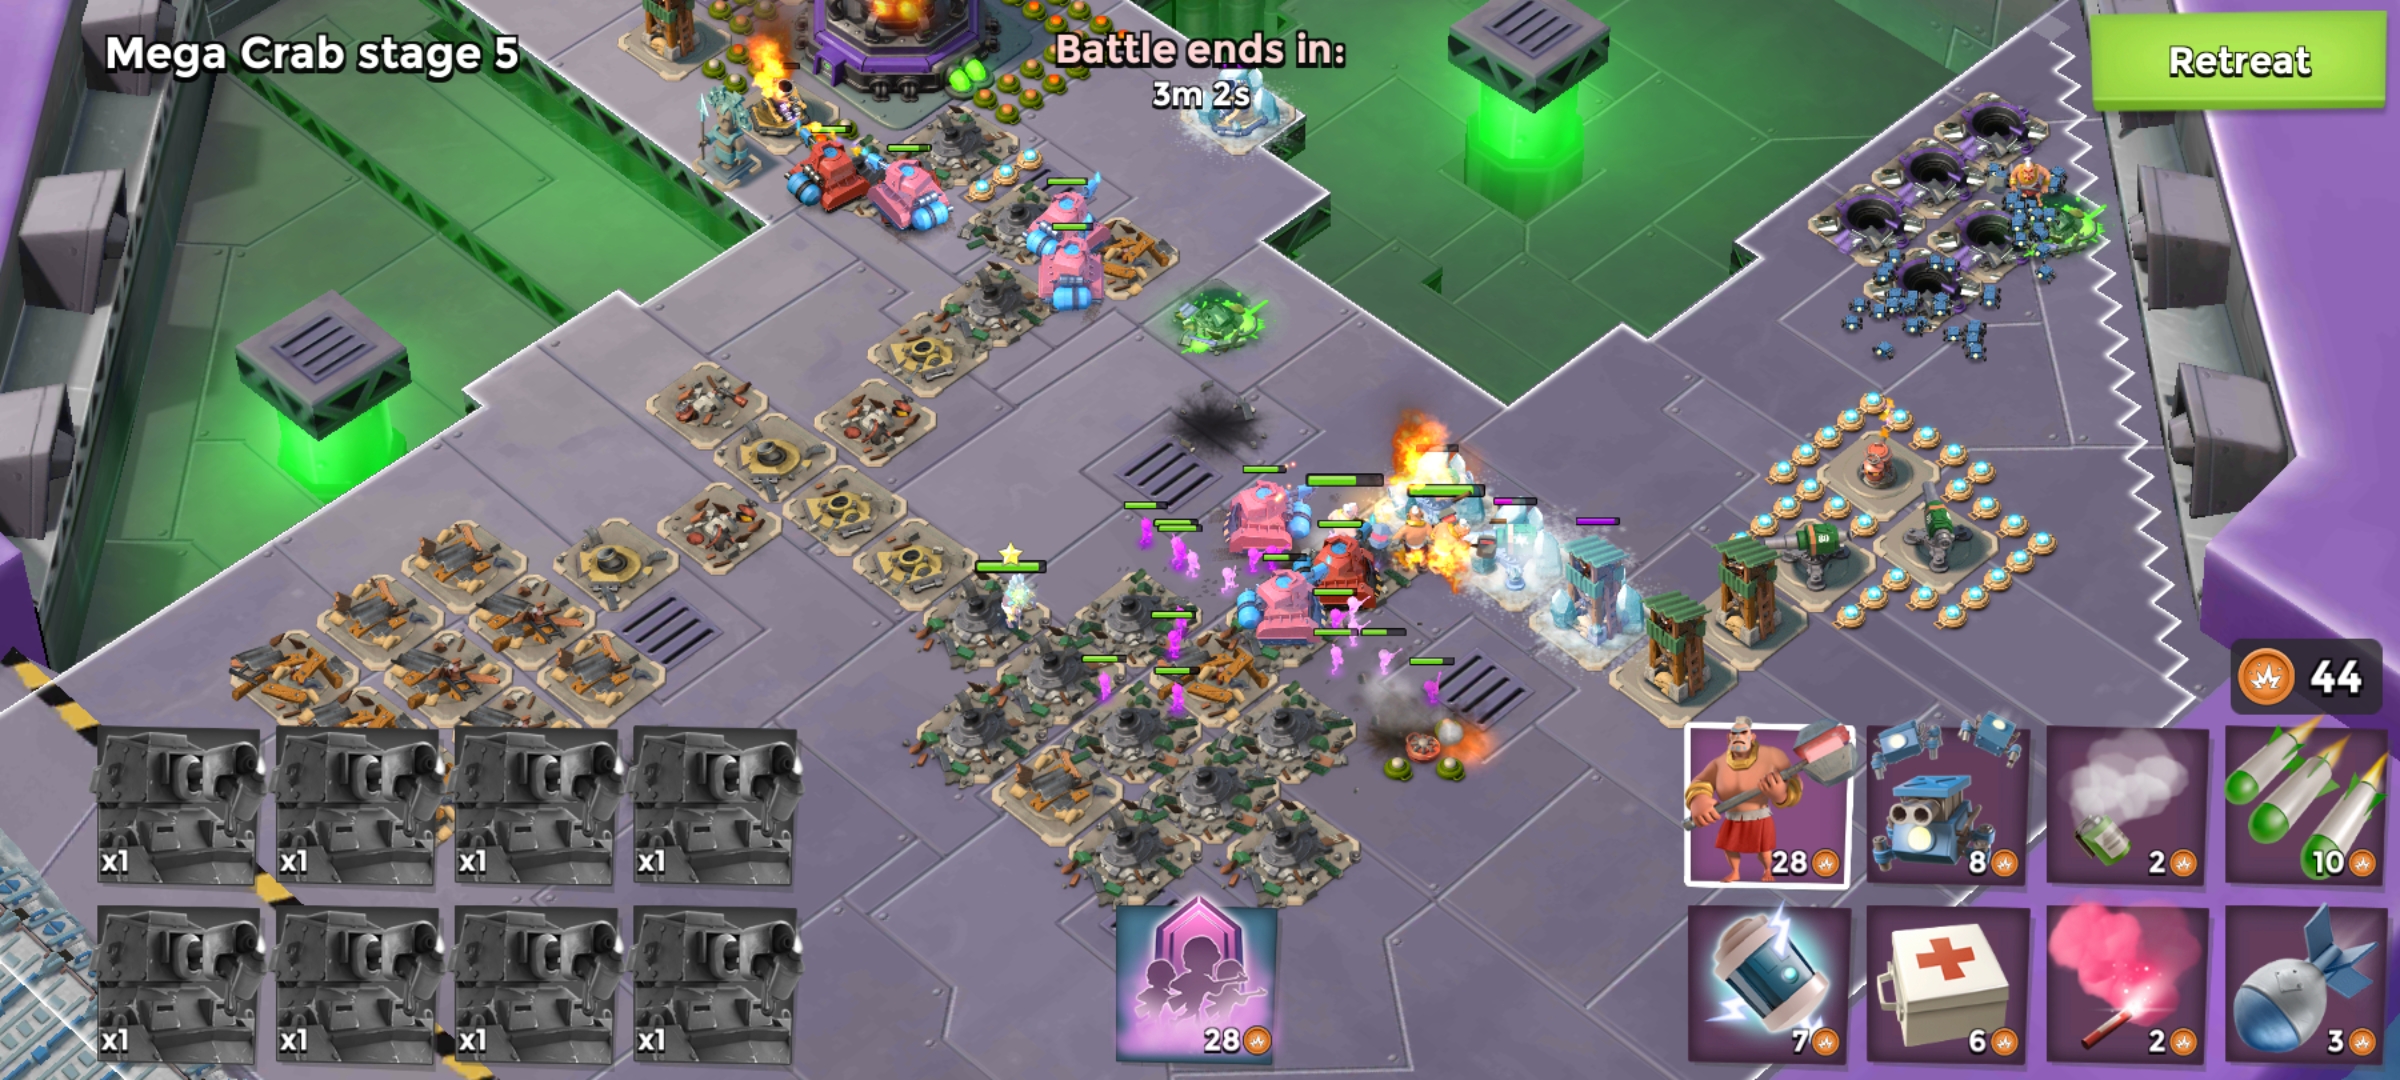 Mega Crab stage 5
Battle ends in:
3m 2s
Retreat
44
x1
x1
x1
x1
28
8
2
10
x1
x1
x1
x1
28
7
6
2
3
80